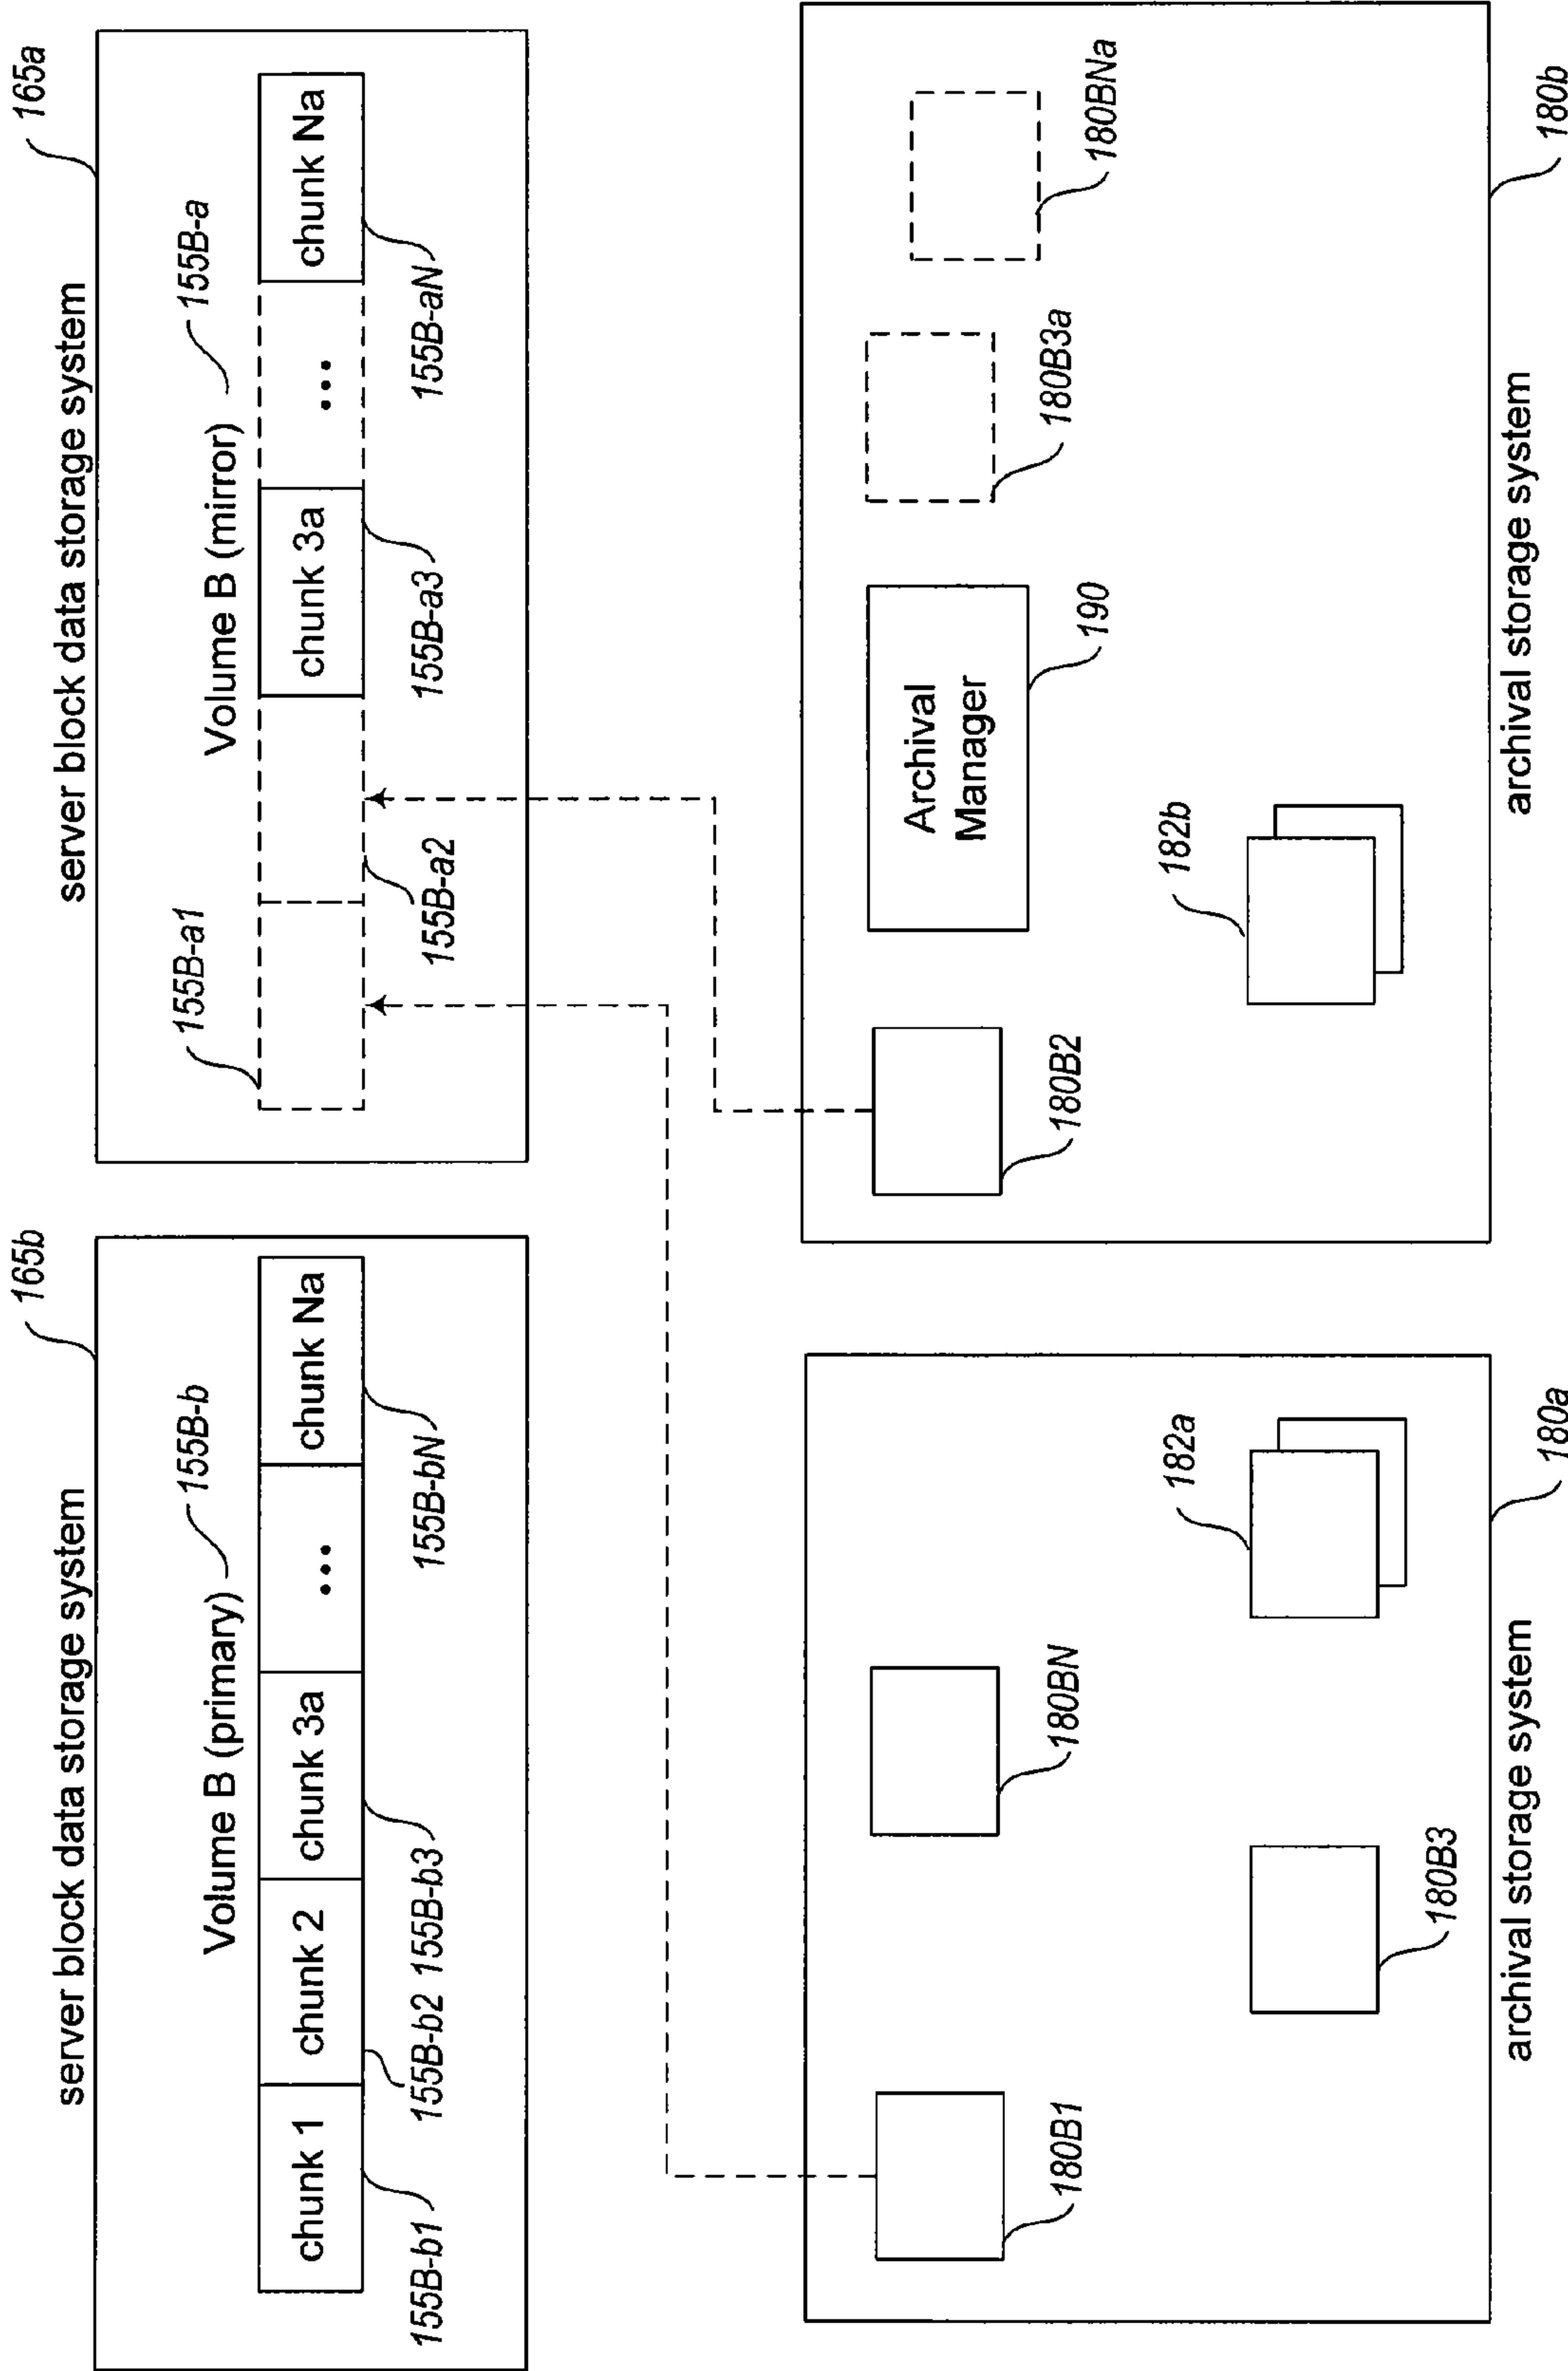 server block data storage system
165b
Volume B (primary)
155B-b
chunk 1
chunk 2
chunk 3a
...
chunk Na
155B-b1
155B-b2
155B-b3
155B-bN
server block data storage system
165a
155B-a1
Volume B (mirror)
155B-a
chunk 3a
...
chunk Na
155B-a2
155B-a3
155B-aN
180B1
180BN
180B3
182a
archival storage system
180a
180B2
Archival
Manager
190
180B3a
180BNa
182b
archival storage system
180b